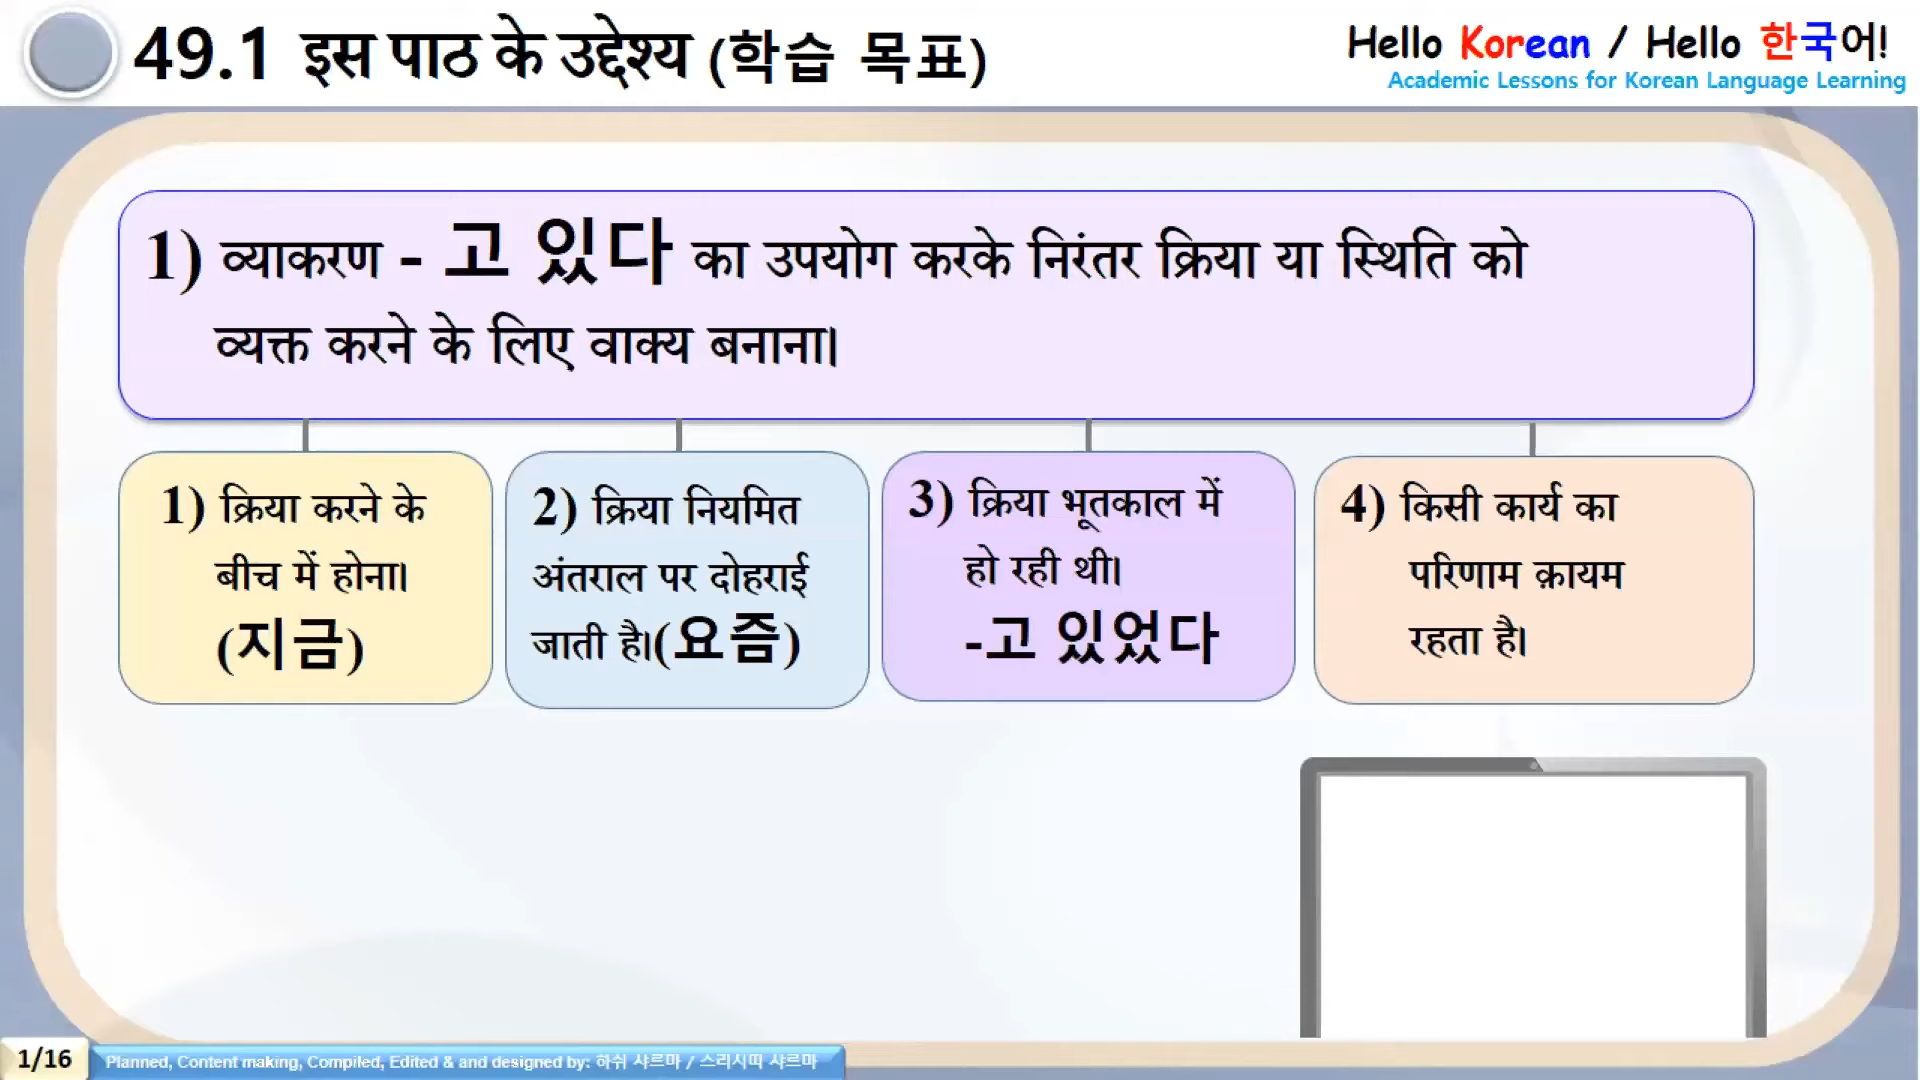 49.1 इस पाठ के उद्देश्य (학습 목표)
Hello Korean / Hello 한국어!
Academic Lessons for Korean Language Learning
1) व्याकरण - 고 있다 का उपयोग करके निरंतर क्रिया या स्थिति को
व्यक्त करने के लिए वाक्य बनाना।
1) क्रिया करने के
बीच में होना।
(지금)
2) क्रिया नियमित
अंतराल पर दोहराई
जाती है।(요즘)
3) क्रिया भूतकाल में
हो रही थी।
-고 있었다
4) किसी कार्य का
परिणाम क़ायम
रहता है।
1/16
Planned, Content making, Compiled, Edited & and designed by: 하쉬 샤르마 / 스리시띠 샤르마